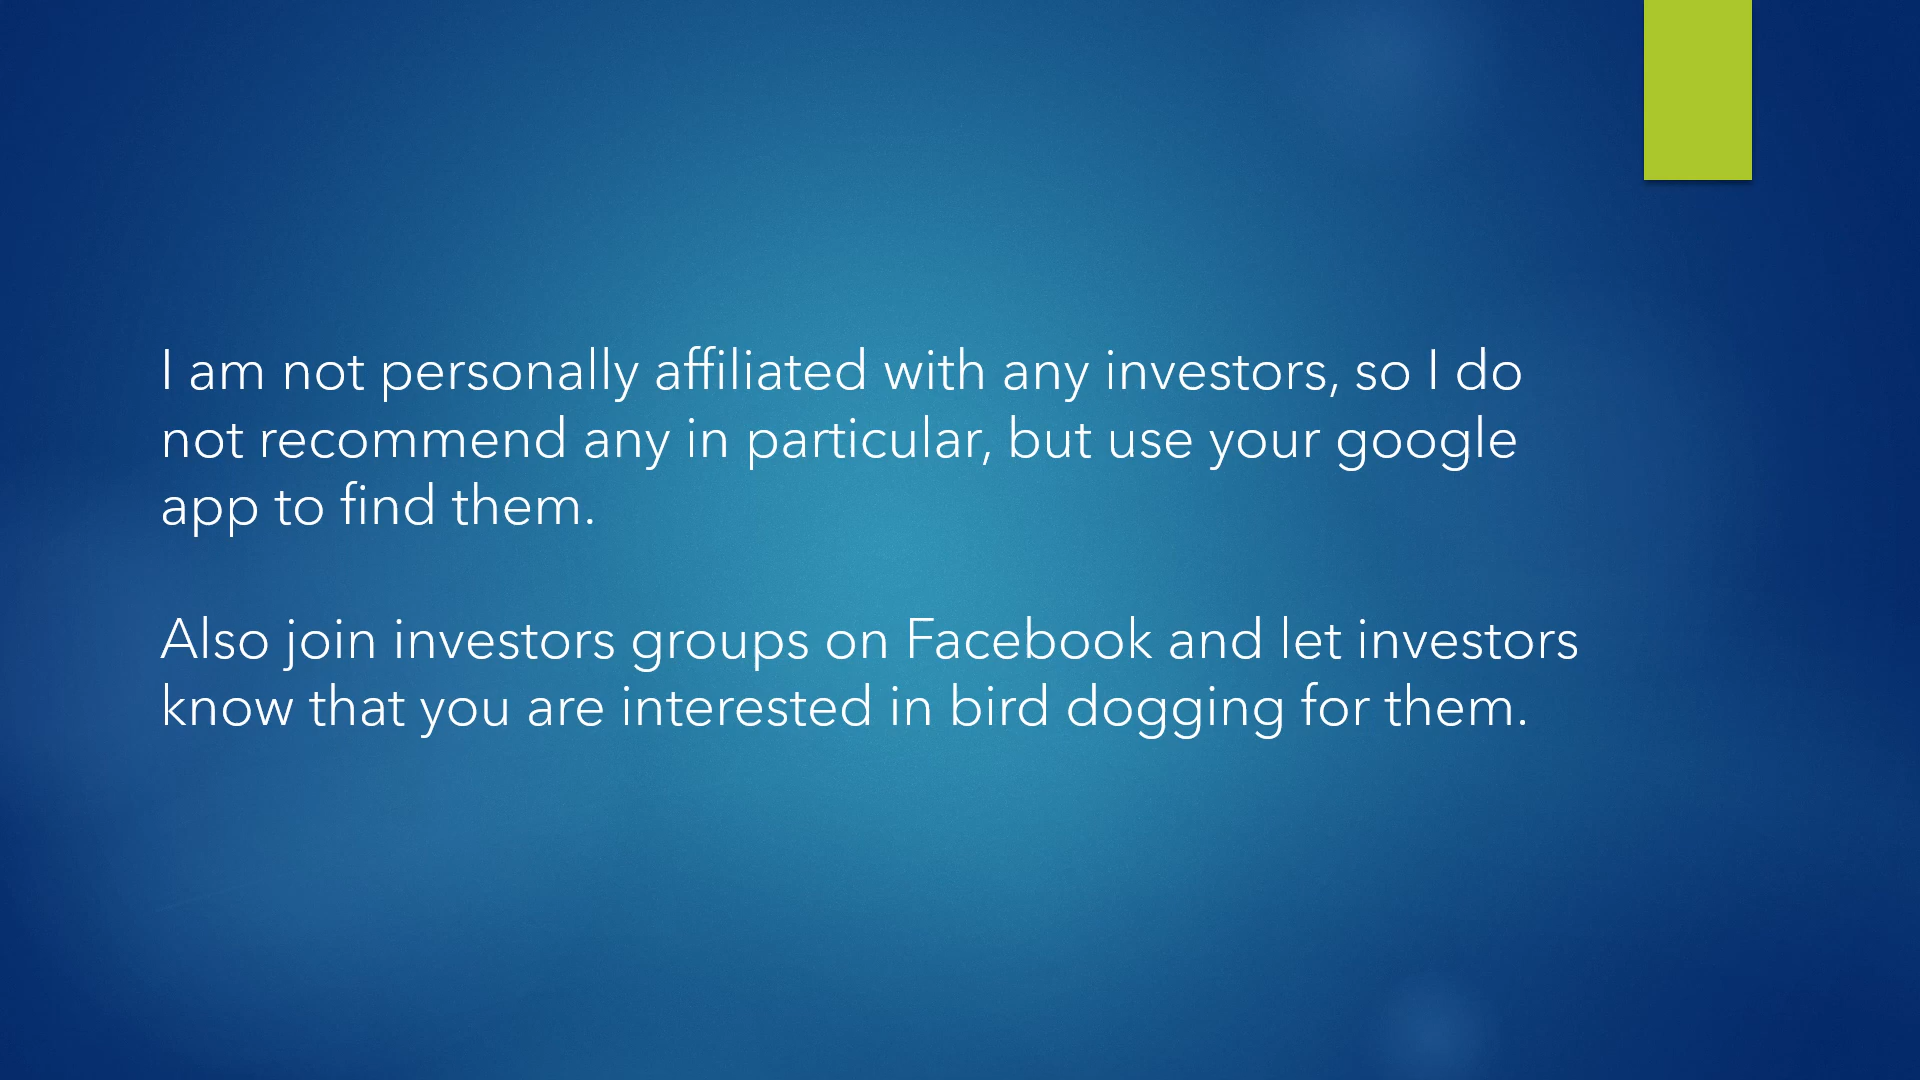 I am not personally affiliated with any investors, so I do
not recommend any in particular, but use your google
app to find them.
Also join investors groups on Facebook and let investors
know that you are interested in bird dogging for them.